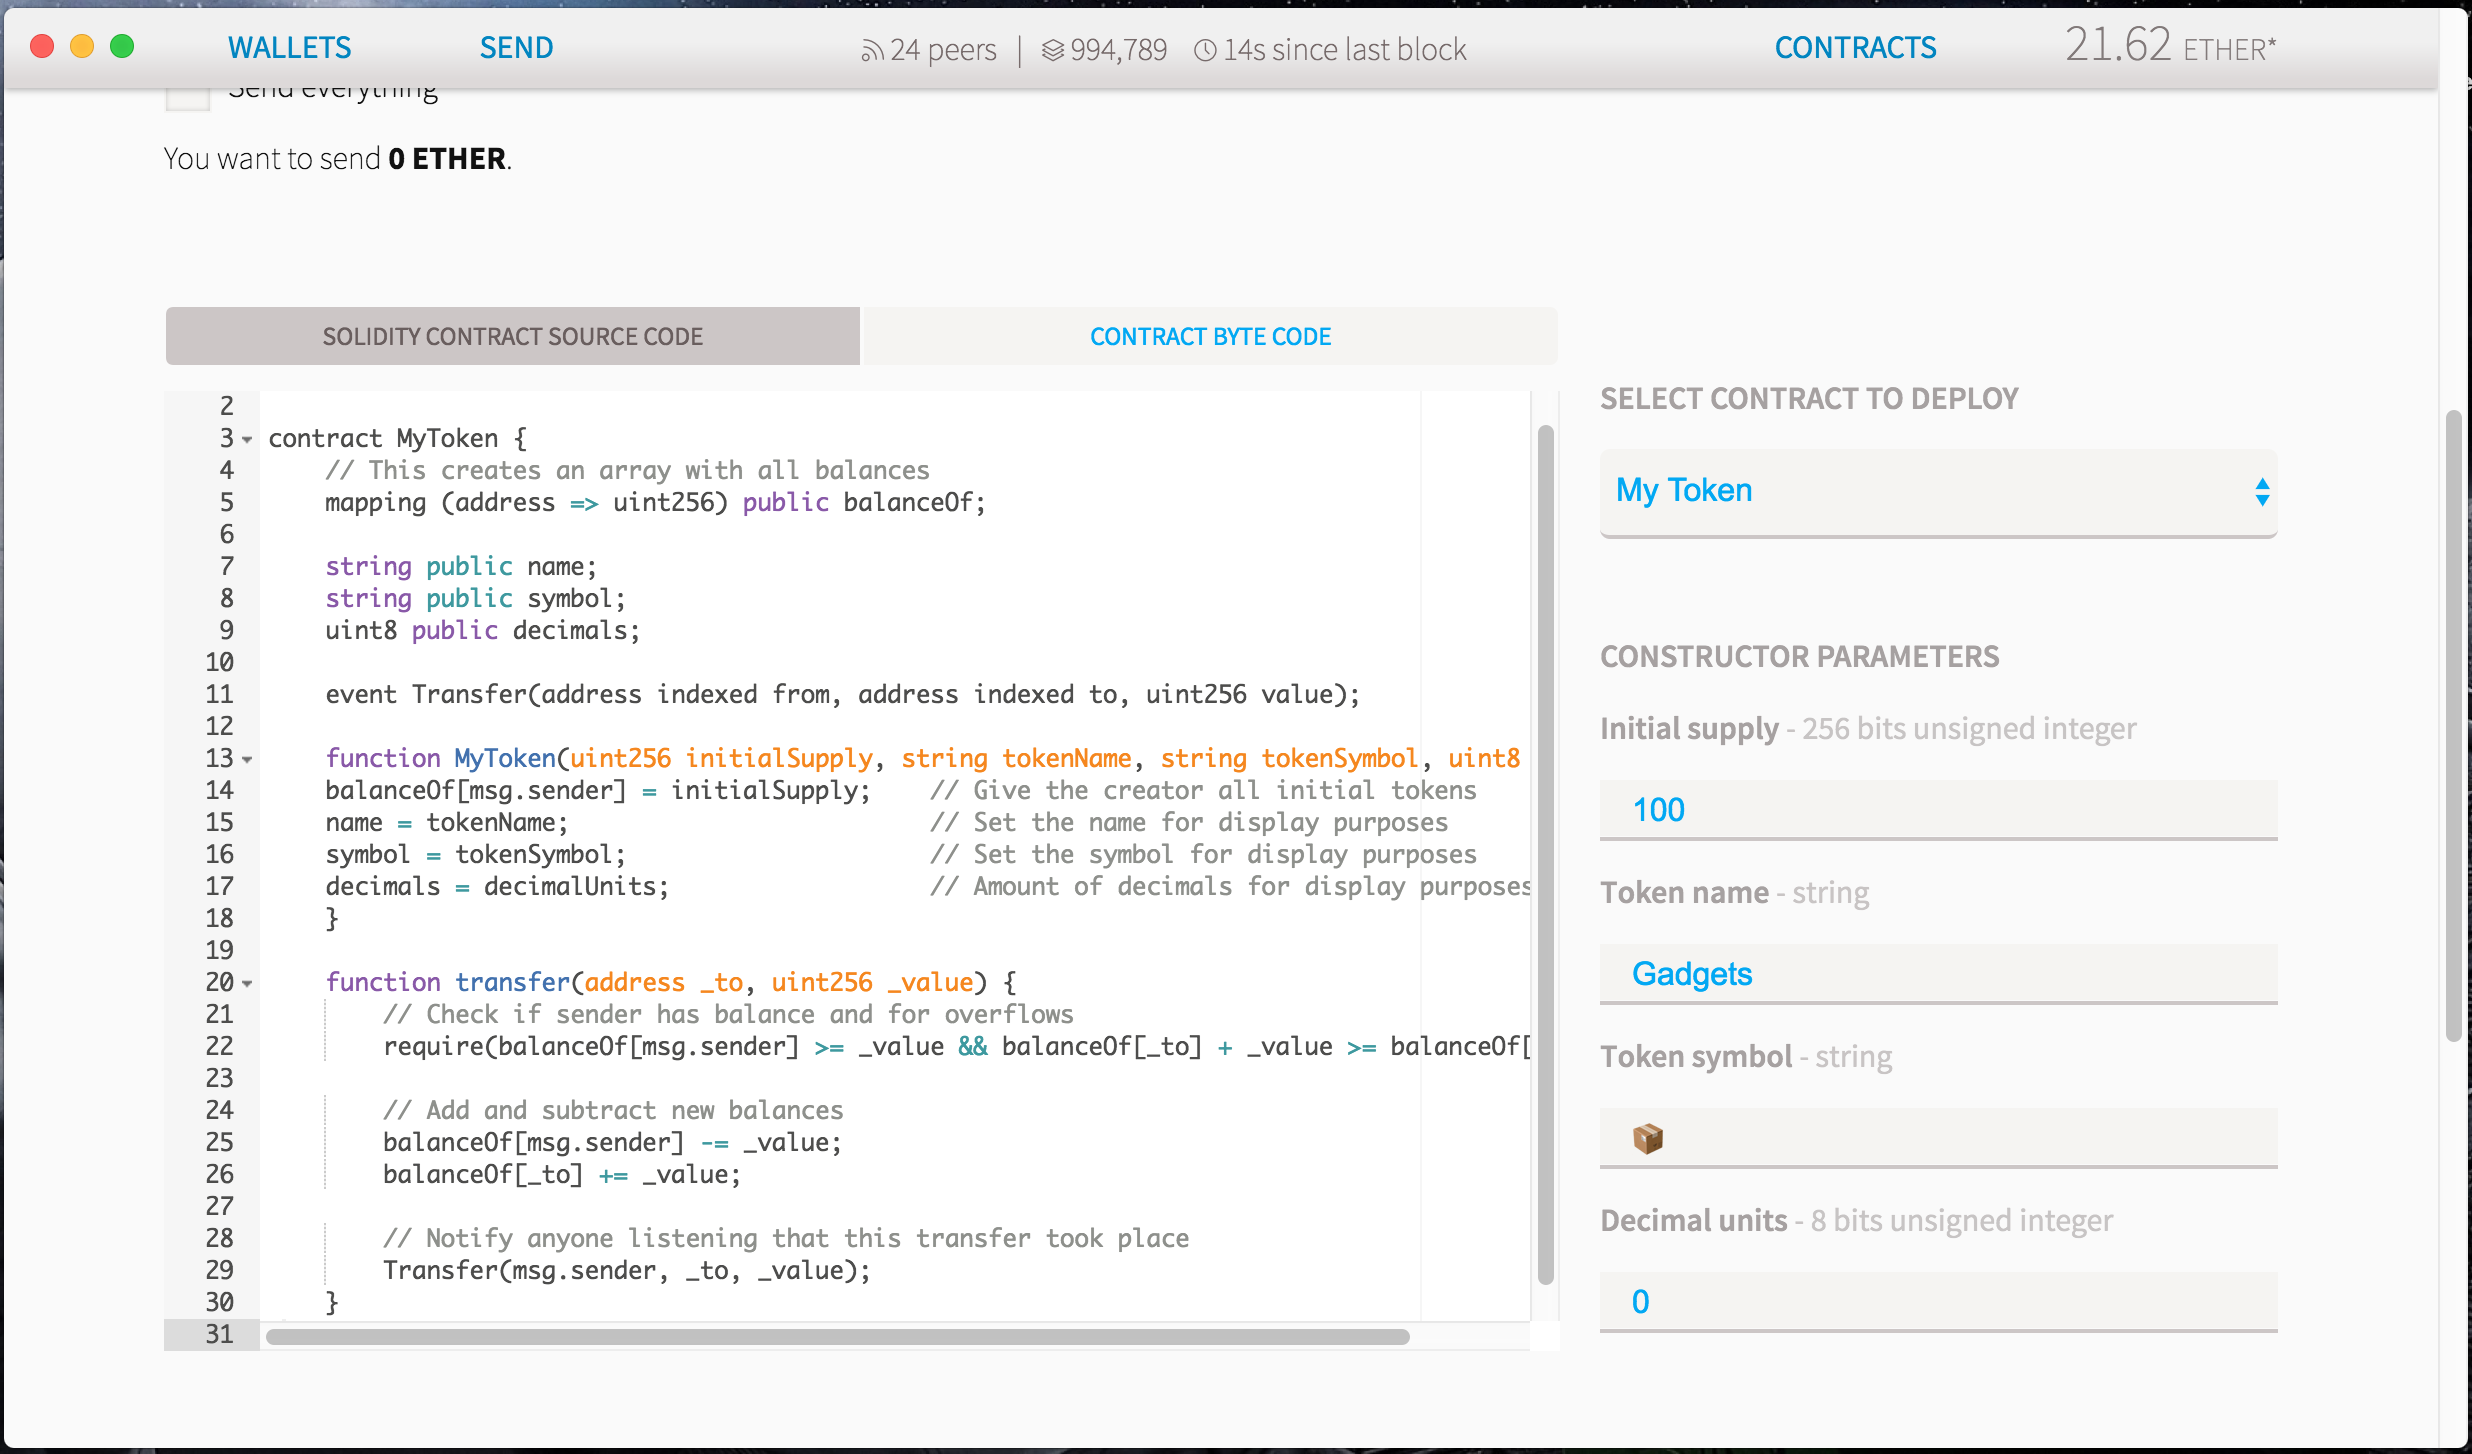 WALLETS SEND 24 peers | 994,789 14s since last block CONTRACTS 21.62 ETHER*
Send everything
You want to send 0 ETHER.
SOLIDITY CONTRACT SOURCE CODE CONTRACT BYTE CODE
2
3 contract MyToken {
4 // This creates an array with all balances
5 mapping (address => uint256) public balanceOf;
6
7 string public name;
8 string public symbol;
9 uint8 public decimals;
10
11 event Transfer(address indexed from, address indexed to, uint256 value);
12
13 function MyToken(uint256 initialSupply, string tokenName, string tokenSymbol, uint8
14 balanceOf[msg.sender] = initialSupply; // Give the creator all initial tokens
15 name = tokenName; // Set the name for display purposes
16 symbol = tokenSymbol; // Set the symbol for display purposes
17 decimals = decimalUnits; // Amount of decimals for display purposes
18 }
19
20 function transfer(address _to, uint256 _value) {
21 // Check if sender has balance and for overflows
22 require(balanceOf[msg.sender] >= _value && balanceOf[_to] + _value >= balanceOf[
23
24 // Add and subtract new balances
25 balanceOf[msg.sender] -= _value;
26 balanceOf[_to] += _value;
27
28 // Notify anyone listening that this transfer took place
29 Transfer(msg.sender, _to, _value);
30 }
31
SELECT CONTRACT TO DEPLOY
My Token
CONSTRUCTOR PARAMETERS
Initial supply - 256 bits unsigned integer
100
Token name - string
Gadgets
Token symbol - string
📦
Decimal units - 8 bits unsigned integer
0